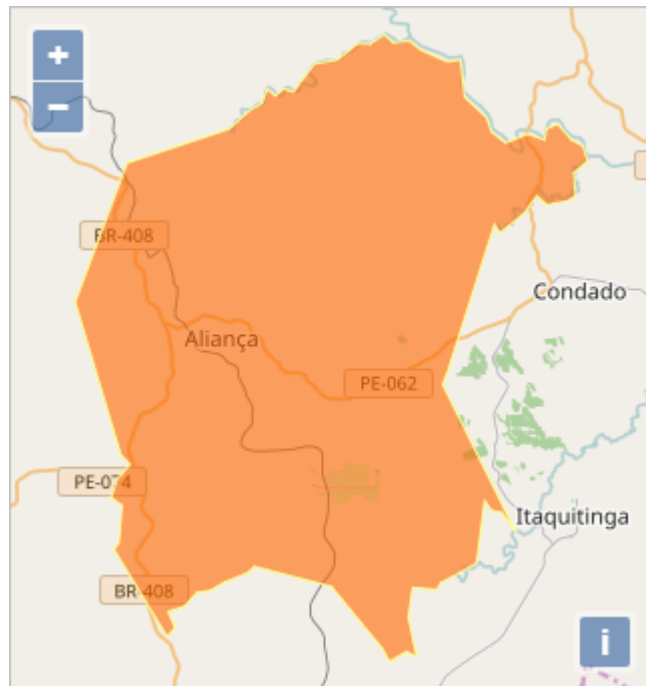 +
−
BR-408
Condado
Aliança
PE-062
PE-074
Itaquitinga
BR-408
i